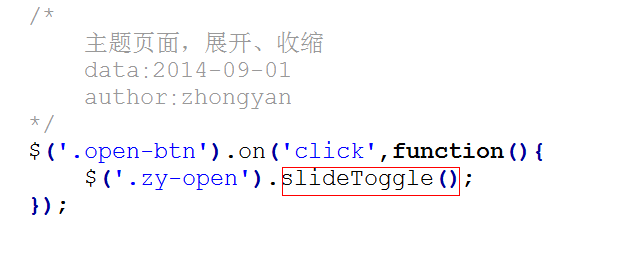 /*
主题页面，展开、收缩
data:2014-09-01
author:zhongyan
*/
$('.open-btn').on('click',function(){
$('.zy-open').slideToggle();
});